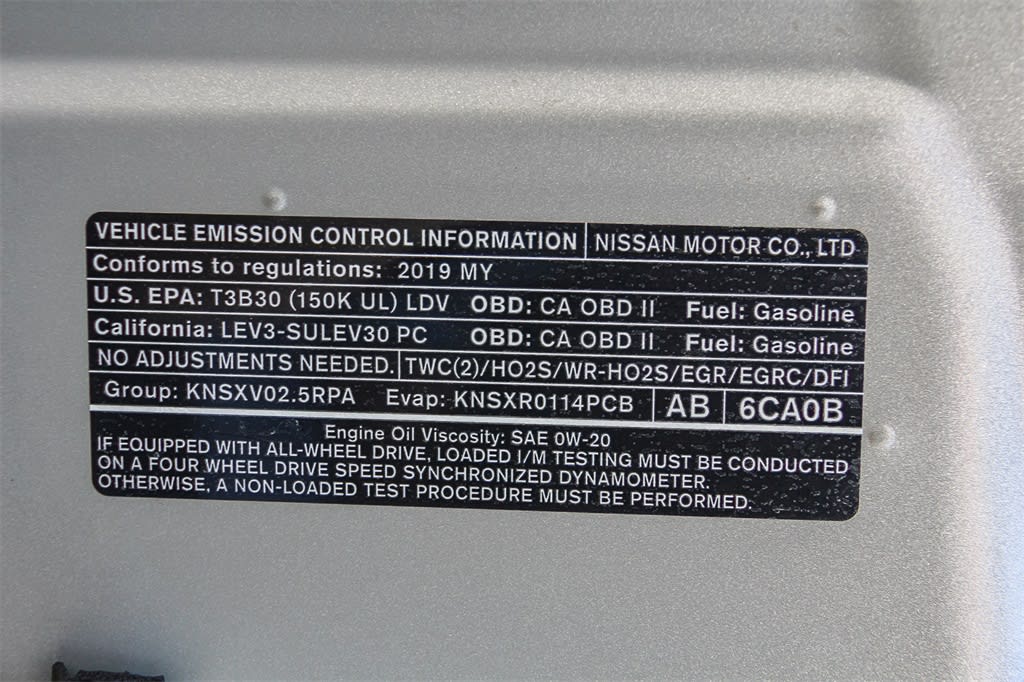 VEHICLE EMISSION CONTROL INFORMATION NISSAN MOTOR CO., LTD
Conforms to regulations: 2019 MY
U.S. EPA: T3B30 (150K UL) LDV OBD: CA OBD II Fuel: Gasoline
California: LEV3-SULEV30 PC OBD: CA OBD II Fuel: Gasoline
NO ADJUSTMENTS NEEDED. TWC(2)/HO2S/WR-HO2S/EGR/EGRC/DFI
Group: KNSXV02.5RPA Evap: KNSXR0114PCB AB 6CA0B
Engine Oil Viscosity: SAE 0W-20
IF EQUIPPED WITH ALL-WHEEL DRIVE, LOADED I/M TESTING MUST BE CONDUCTED
ON A FOUR WHEEL DRIVE SPEED SYNCHRONIZED DYNAMOMETER.
OTHERWISE, A NON-LOADED TEST PROCEDURE MUST BE PERFORMED.